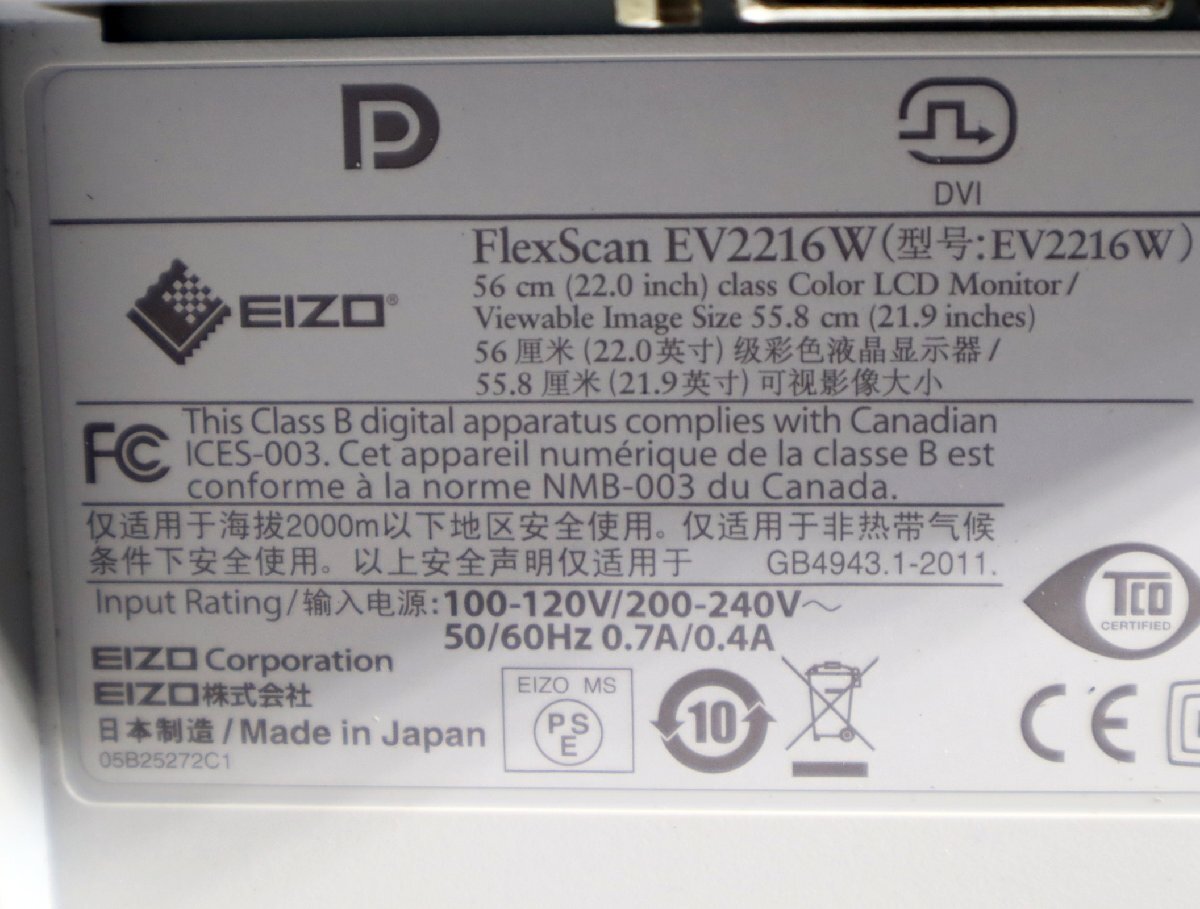 DVI
EIZO®
FlexScan EV2216W(型号:EV2216W)
56 cm (22.0 inch) class Color LCD Monitor/
Viewable Image Size 55.8 cm (21.9 inches)
56 厘米 (22.0英寸) 级彩色液晶显示器/
55.8 厘米 (21.9英寸) 可视影像大小
FC
This Class B digital apparatus complies with Canadian
ICES-003. Cet appareil numérique de la classe B est
conforme à la norme NMB-003 du Canada.
仅适用于海拔2000m以下地区安全使用。仅适用于非热带气候
条件下安全使用。以上安全声明仅适用于 GB4943.1-2011.
Input Rating/输入电源:100-120V/200-240V~
50/60Hz 0.7A/0.4A
EIZO Corporation
EIZO株式会社
日本制造/Made in Japan
05B25272C1
EIZO MS
PSE
10
TCO
CERTIFIED
CE